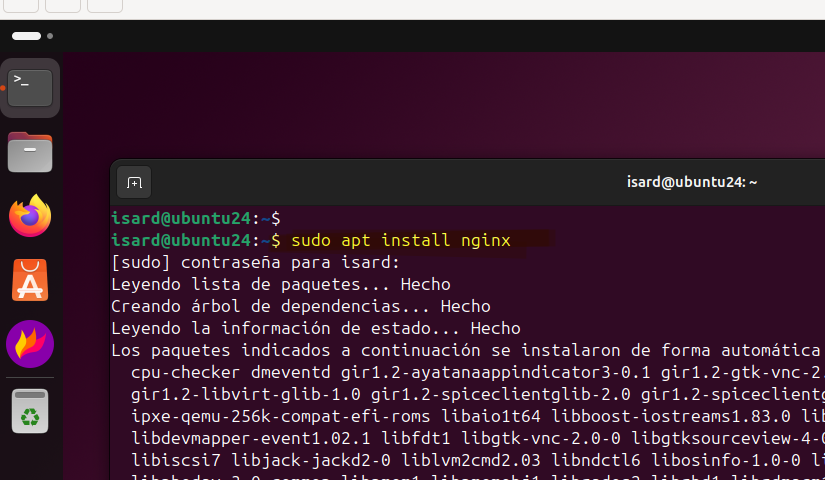 isard@ubuntu24: ~
isard@ubuntu24:~$
isard@ubuntu24:~$ sudo apt install nginx
[sudo] contraseña para isard:
Leyendo lista de paquetes... Hecho
Creando árbol de dependencias... Hecho
Leyendo la información de estado... Hecho
Los paquetes indicados a continuación se instalaron de forma automática
cpu-checker dmeventd gir1.2-ayatanaappindicator3-0.1 gir1.2-gtk-vnc-2.
gir1.2-libvirt-glib-1.0 gir1.2-spiceclientglib-2.0 gir1.2-spiceclientg
ipxe-qemu-256k-compat-efi-roms libaio1t64 libboost-iostreams1.83.0 lib
libdevmapper-event1.02.1 libfdt1 libgtk-vnc-2.0-0 libgtksourceview-4-0
libiscsi7 libjack-jackd2-0 liblvm2cmd2.03 libndctl6 libosinfo-1.0-0 l